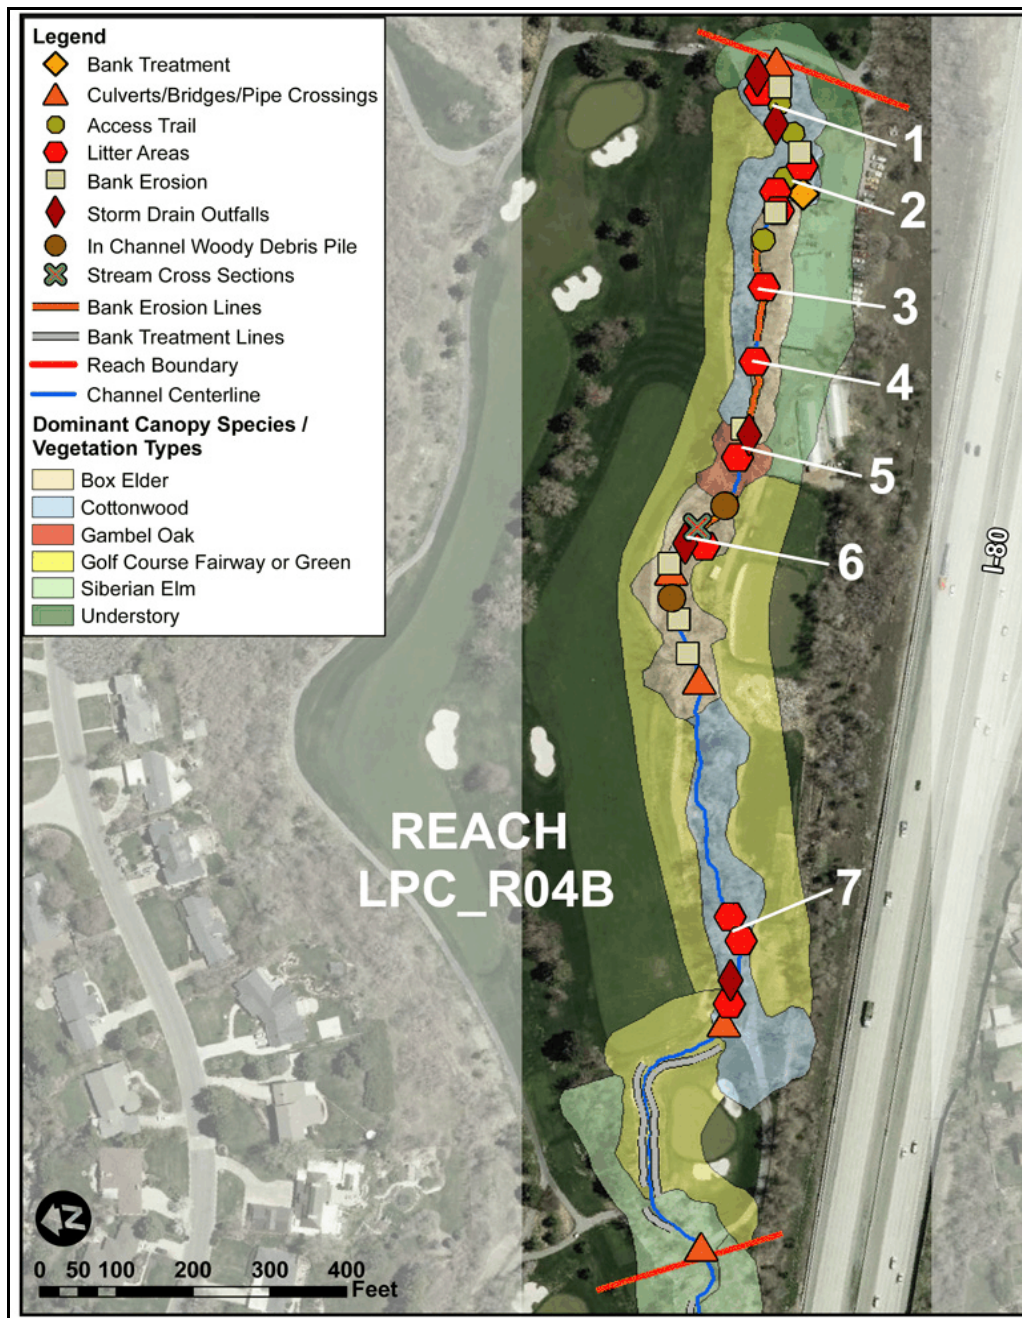 Legend
Bank Treatment
Culverts/Bridges/Pipe Crossings
Access Trail
Litter Areas
Bank Erosion
Storm Drain Outfalls
In Channel Woody Debris Pile
Stream Cross Sections
Bank Erosion Lines
Bank Treatment Lines
Reach Boundary
Channel Centerline
Dominant Canopy Species /
Vegetation Types
Box Elder
Cottonwood
Gambel Oak
Golf Course Fairway or Green
Siberian Elm
Understory
1
2
3
4
5
6
I-80
REACH
LPC_R04B
7
N
0 50 100 200 300 400
Feet